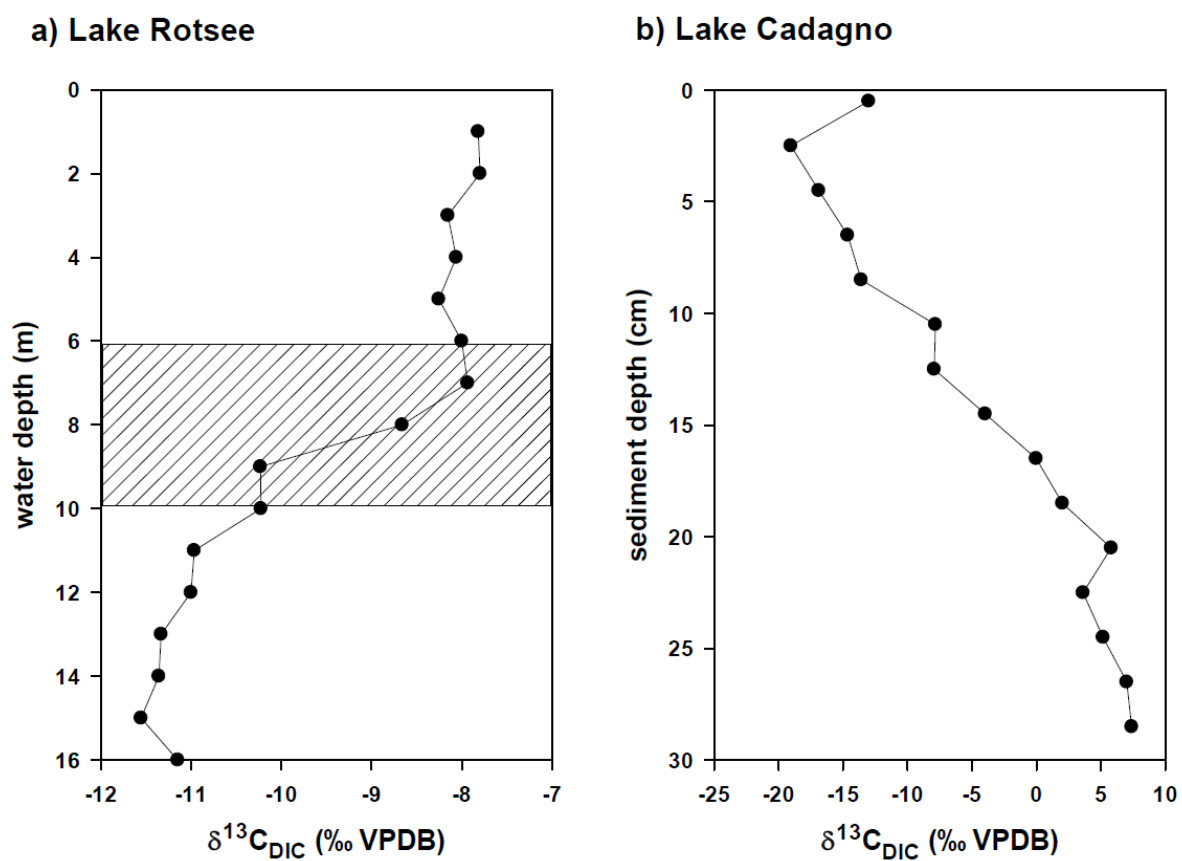 a) Lake Rotsee
b) Lake Cadagno
0
2
4
6
8
10
12
14
16
water depth (m)
-12 -11 -10 -9 -8 -7
δ¹³C_DIC (‰ VPDB)
0
5
10
15
20
25
30
sediment depth (cm)
-25 -20 -15 -10 -5 0 5 10
δ¹³C_DIC (‰ VPDB)